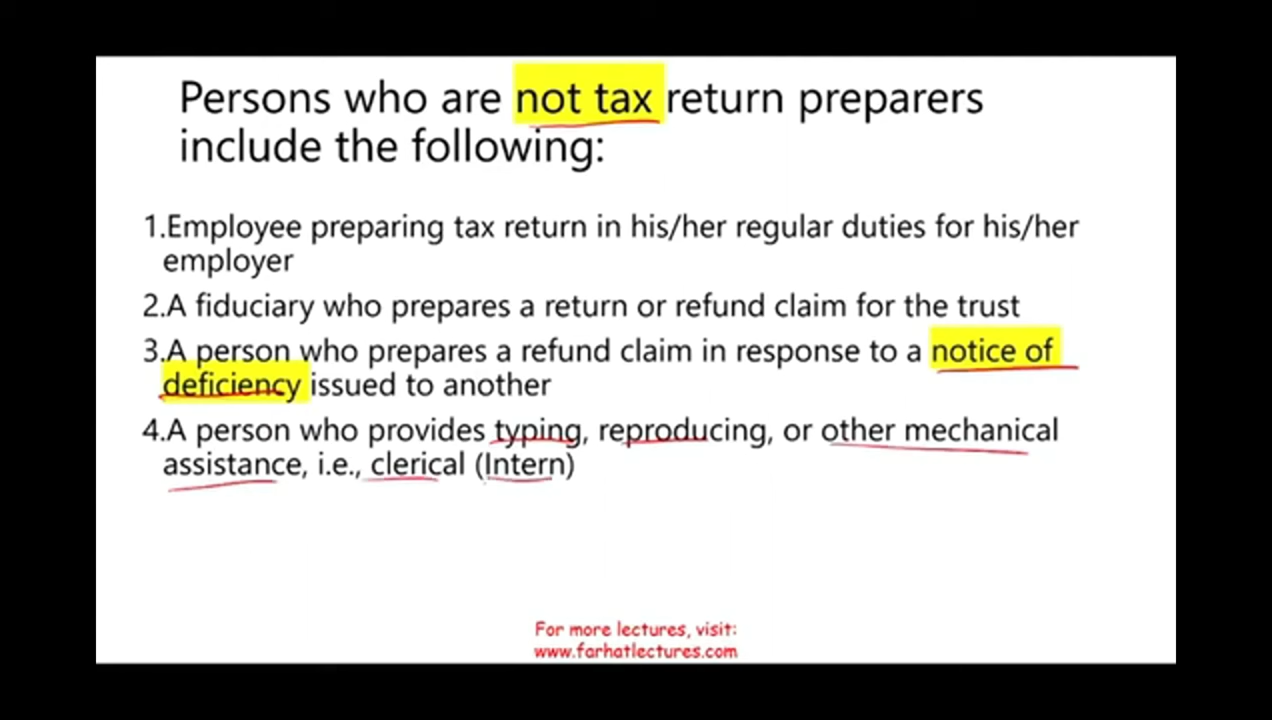 Persons who are not tax return preparers
include the following:
1.Employee preparing tax return in his/her regular duties for his/her
employer
2.A fiduciary who prepares a return or refund claim for the trust
3.A person who prepares a refund claim in response to a notice of
deficiency issued to another
4.A person who provides typing, reproducing, or other mechanical
assistance, i.e., clerical (Intern)
For more lectures, visit:
www.farhatlectures.com